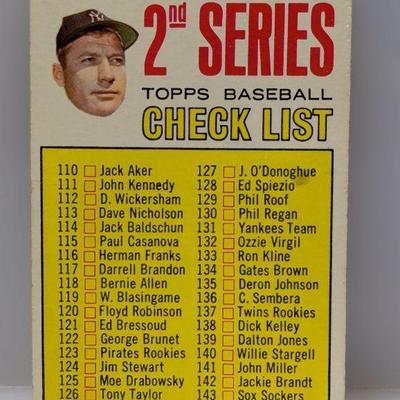 2nd SERIES
TOPPS BASEBALL
CHECK LIST
110 Jack Aker
111 John Kennedy
112 D. Wickersham
113 Dave Nicholson
114 Jack Baldschun
115 Paul Casanova
116 Herman Franks
117 Darrell Brandon
118 Bernie Allen
119 W. Blasingame
120 Floyd Robinson
121 Ed Bressoud
122 George Brunet
123 Pirates Rookies
124 Jim Stewart
125 Moe Drabowsky
126 Tony Taylor
127 J. O'Donoghue
128 Ed Spiezio
129 Phil Roof
130 Phil Regan
131 Yankees Team
132 Ozzie Virgil
133 Ron Kline
134 Gates Brown
135 Deron Johnson
136 C. Sembera
137 Twins Rookies
138 Dick Kelley
139 Dalton Jones
140 Willie Stargell
141 John Miller
142 Jackie Brandt
143 Sox Sockers